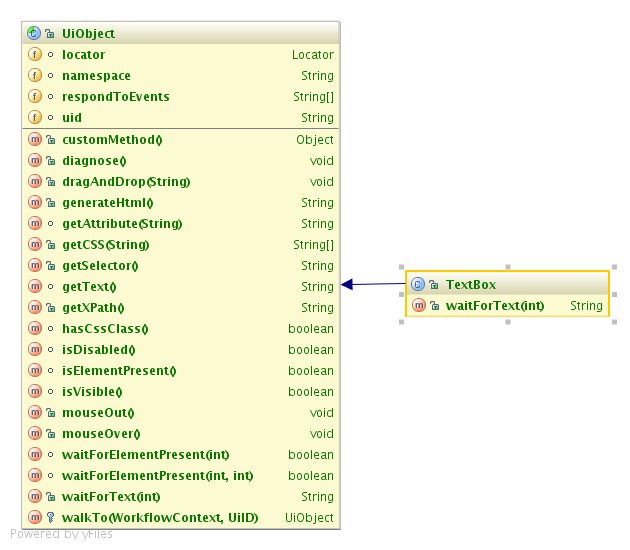 UiObject
locator Locator
namespace String
respondToEvents String[]
uid String
customMethod() Object
diagnose() void
dragAndDrop(String) void
generateHtml() String
getAttribute(String) String
getCSS(String) String[]
getSelector() String
getText() String
getXPath() String
hasCssClass() boolean
isDisabled() boolean
isElementPresent() boolean
isVisible() boolean
mouseOut() void
mouseOver() void
waitForElementPresent(int) boolean
waitForElementPresent(int, int) boolean
waitForText(int) String
walkTo(WorkflowContext, UiID) UiObject
TextBox
waitForText(int) String
Powered by yFiles